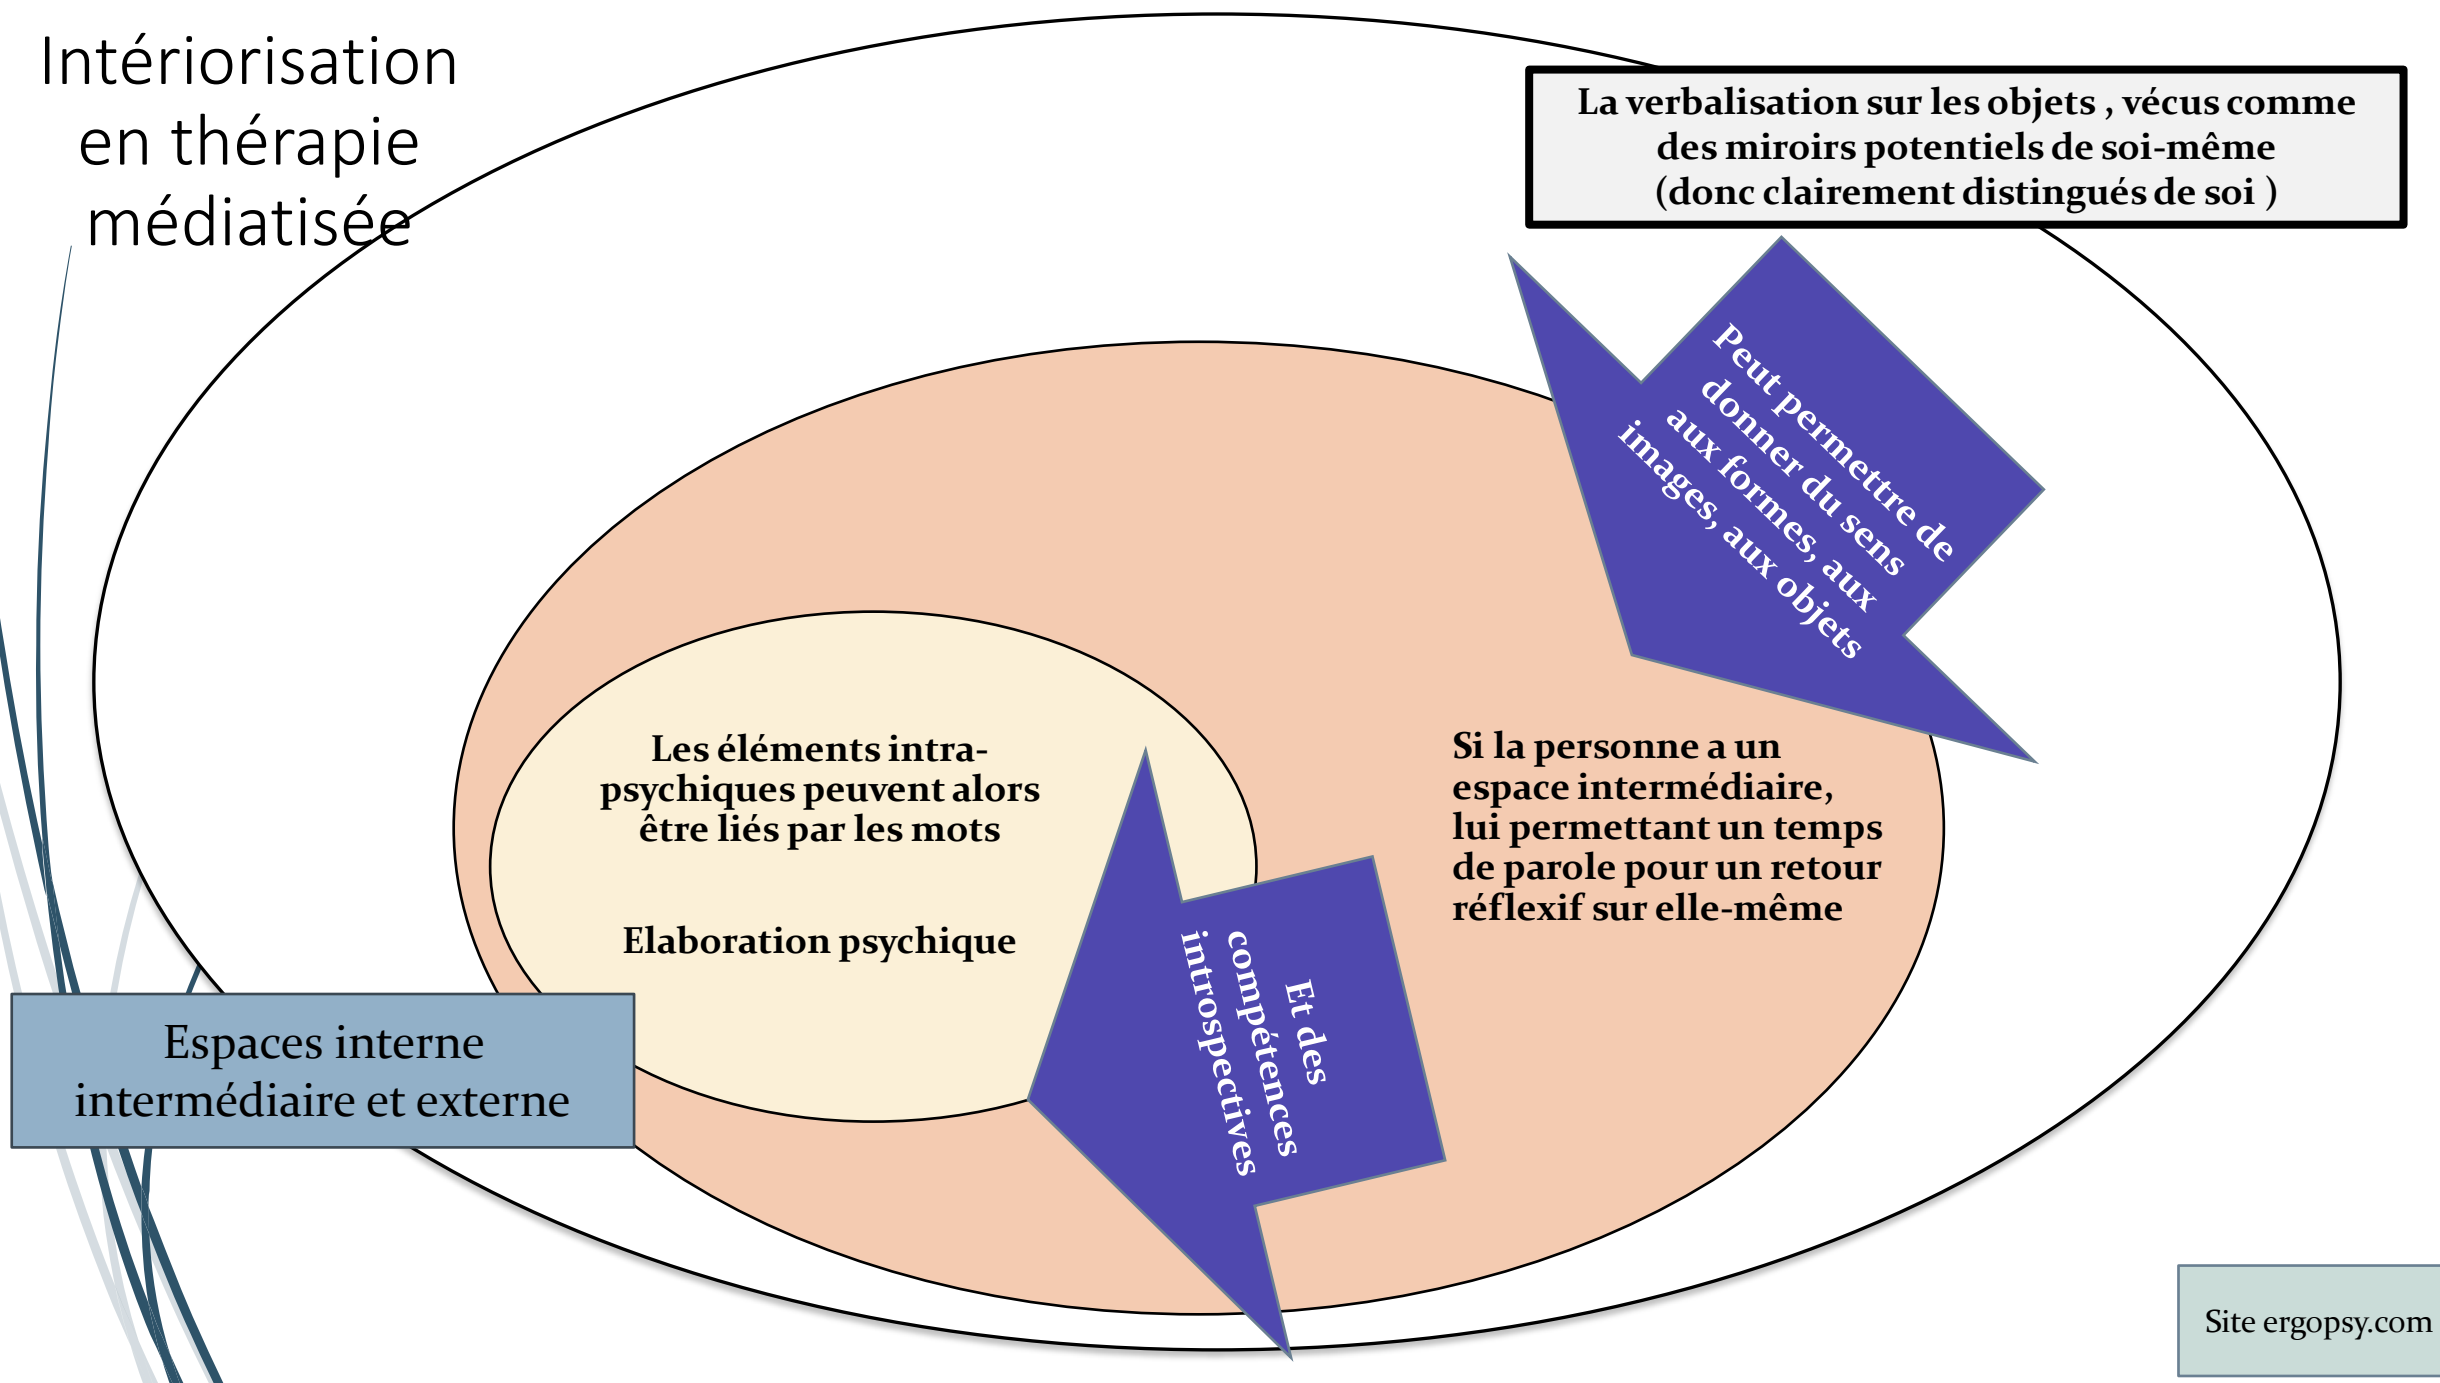 Intériorisation
en thérapie
médiatisée
La verbalisation sur les objets , vécus comme
des miroirs potentiels de soi-même
(donc clairement distingués de soi )
Peut permettre de
donner du sens
aux formes, aux
images, aux objets
Si la personne a un
espace intermédiaire,
lui permettant un temps
de parole pour un retour
réflexif sur elle-même
Et des
compétences
introspectives
Les éléments intra-
psychiques peuvent alors
être liés par les mots
Elaboration psychique
Espaces interne
intermédiaire et externe
Site ergopsy.com